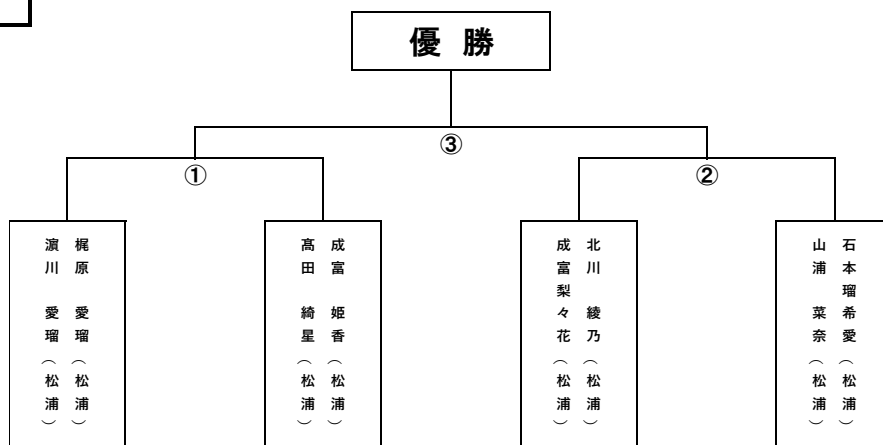 優 勝
③
①
②
梶原 愛瑠(松浦)
濵川 愛瑠(松浦)
成富 姫香(松浦)
髙田 綺星(松浦)
北川 綾乃(松浦)
成富梨々花(松浦)
石本瑠希愛(松浦)
山浦 菜奈(松浦)